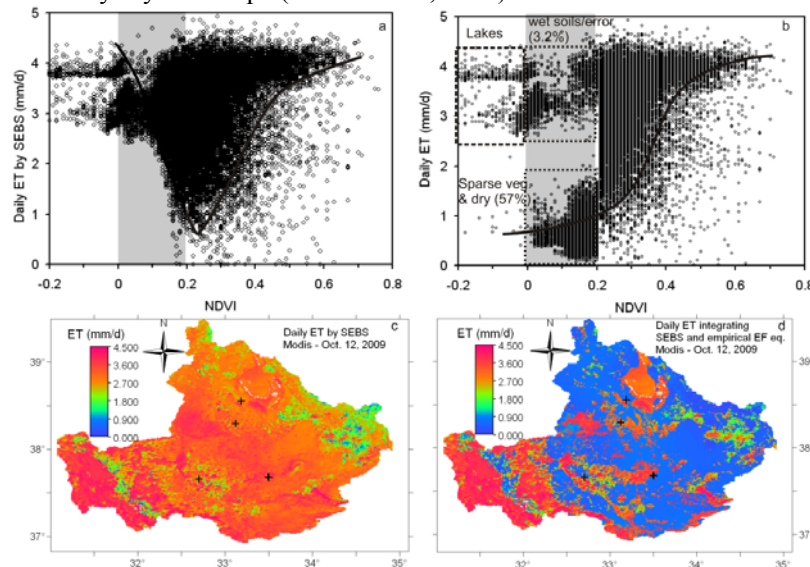 a
Daily ET by SEBS (mm/d)
5
4
3
2
1
0
-0.2 0 0.2 0.4 0.6 0.8
NDVI
b
Lakes
wet soils/error
(3.2%)
Daily ET (mm/d)
Sparse veg
& dry (57%)
5
4
3
2
1
0
-0.2 0 0.2 0.4 0.6 0.8
NDVI
ET (mm/d)
4.500
3.600
2.700
1.800
0.900
0.000
N
Daily ET by SEBS c
Modis - Oct. 12, 2009
39°
38°
37°
32° 33° 34° 35°
ET (mm/d)
4.500
3.600
2.700
1.800
0.900
0.000
N
Daily ET integrating d
SEBS and empirical EF eq.
Modis - Oct. 12, 2009
39°
38°
37°
32° 33° 34° 35°